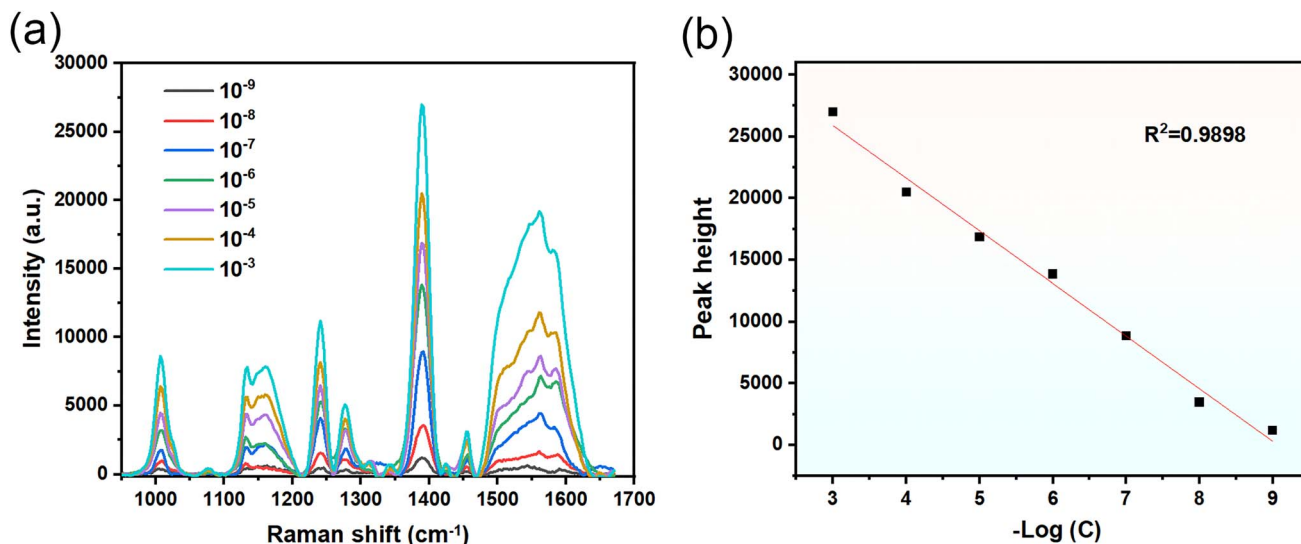 (a)
30000
25000
20000
15000
10000
5000
0
Intensity (a.u.)
10⁻⁹
10⁻⁸
10⁻⁷
10⁻⁶
10⁻⁵
10⁻⁴
10⁻³
1000 1100 1200 1300 1400 1500 1600 1700
Raman shift (cm⁻¹)
(b)
30000
25000
20000
15000
10000
5000
0
Peak height
R²=0.9898
3 4 5 6 7 8 9
-Log (C)